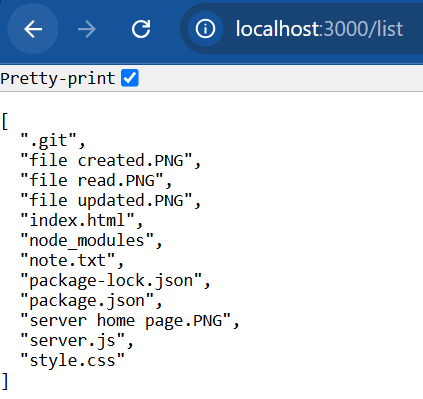 localhost:3000/list
Pretty-print
[
  ".git",
  "file created.PNG",
  "file read.PNG",
  "file updated.PNG",
  "index.html",
  "node_modules",
  "note.txt",
  "package-lock.json",
  "package.json",
  "server home page.PNG",
  "server.js",
  "style.css"
]